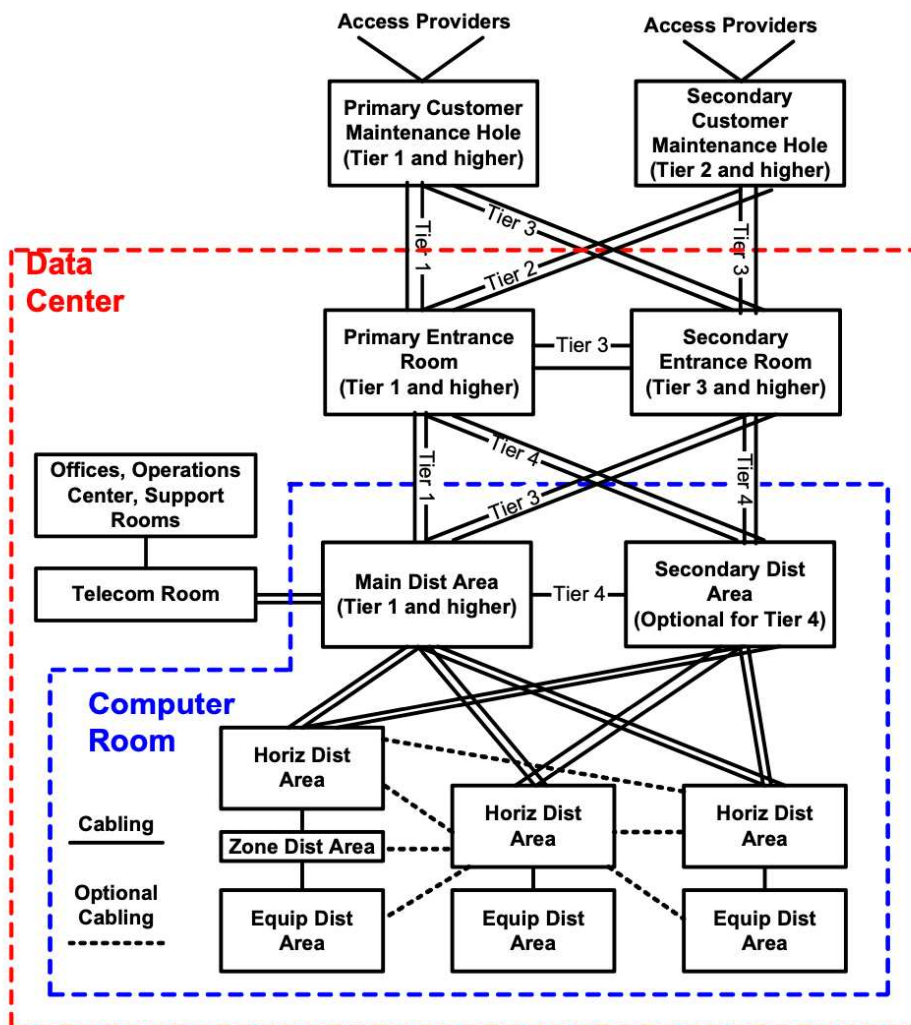 Access Providers
Access Providers
Primary Customer
Maintenance Hole
(Tier 1 and higher)
Secondary
Customer
Maintenance Hole
(Tier 2 and higher)
Tier 1
Tier 3
Tier 2
Tier 3
Data
Center
Primary Entrance
Room
(Tier 1 and higher)
Tier 3
Secondary
Entrance Room
(Tier 3 and higher)
Tier 1
Tier 4
Tier 3
Tier 4
Offices, Operations
Center, Support
Rooms
Telecom Room
Main Dist Area
(Tier 1 and higher)
Tier 4
Secondary Dist
Area
(Optional for Tier 4)
Computer
Room
Horiz Dist
Area
Horiz Dist
Area
Horiz Dist
Area
Cabling
Zone Dist Area
Optional
Cabling
Equip Dist
Area
Equip Dist
Area
Equip Dist
Area